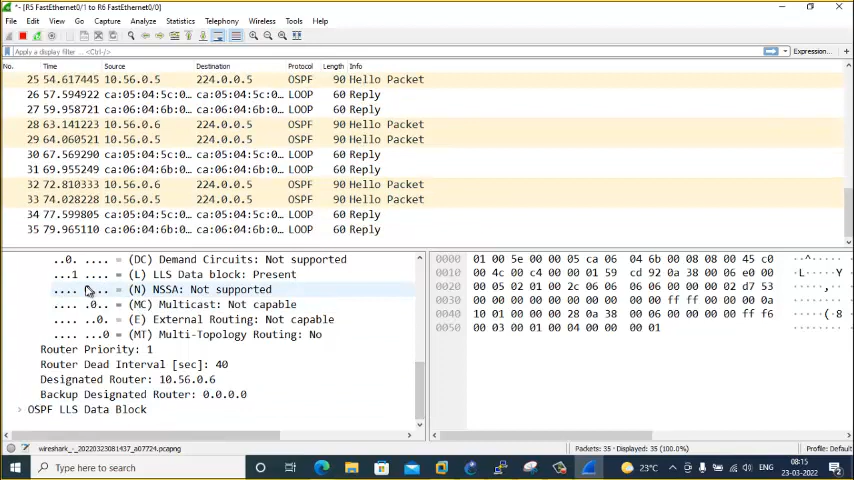 *- [R5 FastEthernet0/1 to R6 FastEthernet0/0]
File Edit View Go Capture Analyze Statistics Telephony Wireless Tools Help
Apply a display filter ... <Ctrl-/> Expression...
No. Time Source Destination Protocol Length Info
25 54.617445 10.56.0.5 224.0.0.5 OSPF 90 Hello Packet
26 57.594922 ca:05:04:5c:0... ca:05:04:5c:0... LOOP 60 Reply
27 59.958721 ca:06:04:6b:0... ca:06:04:6b:0... LOOP 60 Reply
28 63.141223 10.56.0.6 224.0.0.5 OSPF 90 Hello Packet
29 64.060521 10.56.0.5 224.0.0.5 OSPF 90 Hello Packet
30 67.569290 ca:05:04:5c:0... ca:05:04:5c:0... LOOP 60 Reply
31 69.955249 ca:06:04:6b:0... ca:06:04:6b:0... LOOP 60 Reply
32 72.810333 10.56.0.6 224.0.0.5 OSPF 90 Hello Packet
33 74.028228 10.56.0.5 224.0.0.5 OSPF 90 Hello Packet
34 77.599805 ca:05:04:5c:0... ca:05:04:5c:0... LOOP 60 Reply
35 79.965110 ca:06:04:6b:0... ca:06:04:6b:0... LOOP 60 Reply
..0. .... = (DC) Demand Circuits: Not supported
...1 .... = (L) LLS Data block: Present
.... 0... = (N) NSSA: Not supported
.... .0.. = (MC) Multicast: Not capable
.... ..0. = (E) External Routing: Not capable
.... ...0 = (MT) Multi-Topology Routing: No
Router Priority: 1
Router Dead Interval [sec]: 40
Designated Router: 10.56.0.6
Backup Designated Router: 0.0.0.0
OSPF LLS Data Block
0000 01 00 5e 00 00 05 ca 06 04 6b 00 08 08 00 45 c0 ··^·····
0010 00 4c 00 c4 00 00 01 59 cd 92 0a 38 00 06 e0 00 ·L·····Y
0020 00 05 02 01 00 2c 06 06 06 06 00 00 00 02 d7 53 ·····,··
0030 00 00 00 00 00 00 00 00 00 00 ff ff 00 00 00 0a ········
0040 10 01 00 00 00 28 0a 38 00 06 00 00 00 00 ff f6 ·····(·8
0050 00 03 00 01 00 04 00 00 00 01 ········
wireshark_-_20220323081437_a07724.pcapng Packets: 35 · Displayed: 35 (100.0%) Profile: Default
Type here to search 23°C ENG 08:15
23-03-2022 2